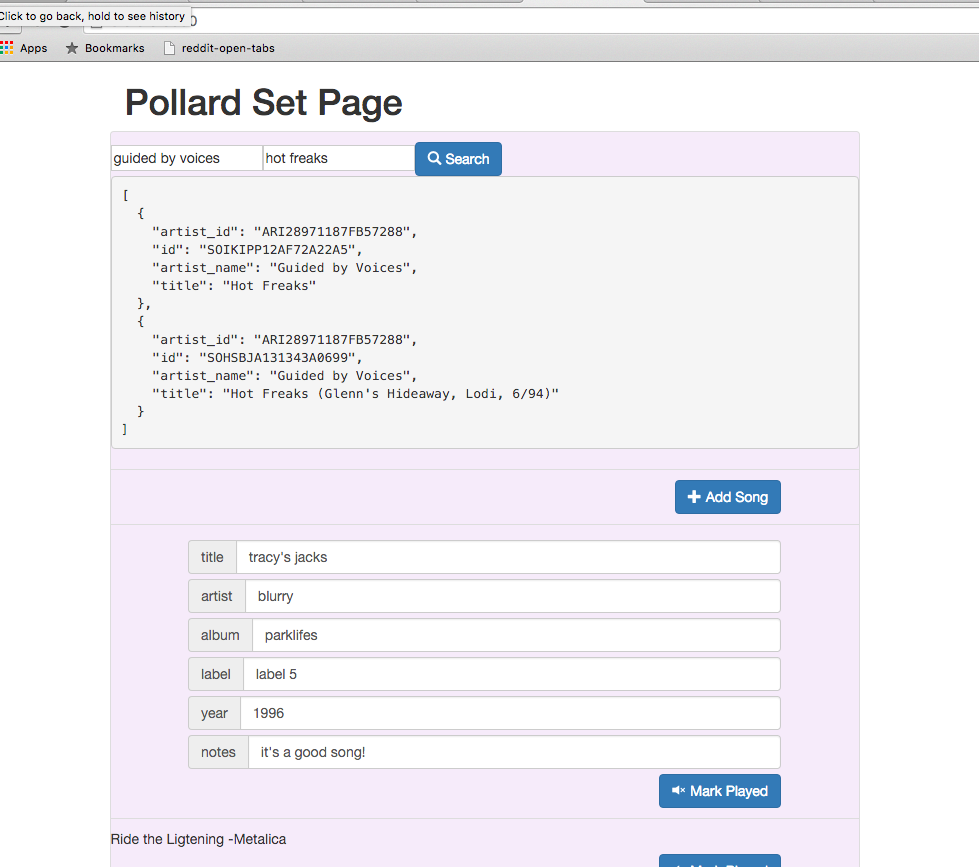 Click to go back, hold to see history
Apps Bookmarks reddit-open-tabs
Pollard Set Page
guided by voices hot freaks Search
[
{
"artist_id": "ARI28971187FB57288",
"id": "SOIKIPP12AF72A22A5",
"artist_name": "Guided by Voices",
"title": "Hot Freaks"
},
{
"artist_id": "ARI28971187FB57288",
"id": "SOHSBJA131343A0699",
"artist_name": "Guided by Voices",
"title": "Hot Freaks (Glenn's Hideaway, Lodi, 6/94)"
}
]
Add Song
title tracy's jacks
artist blurry
album parklifes
label label 5
year 1996
notes it's a good song!
Mark Played
Ride the Ligtening -Metalica